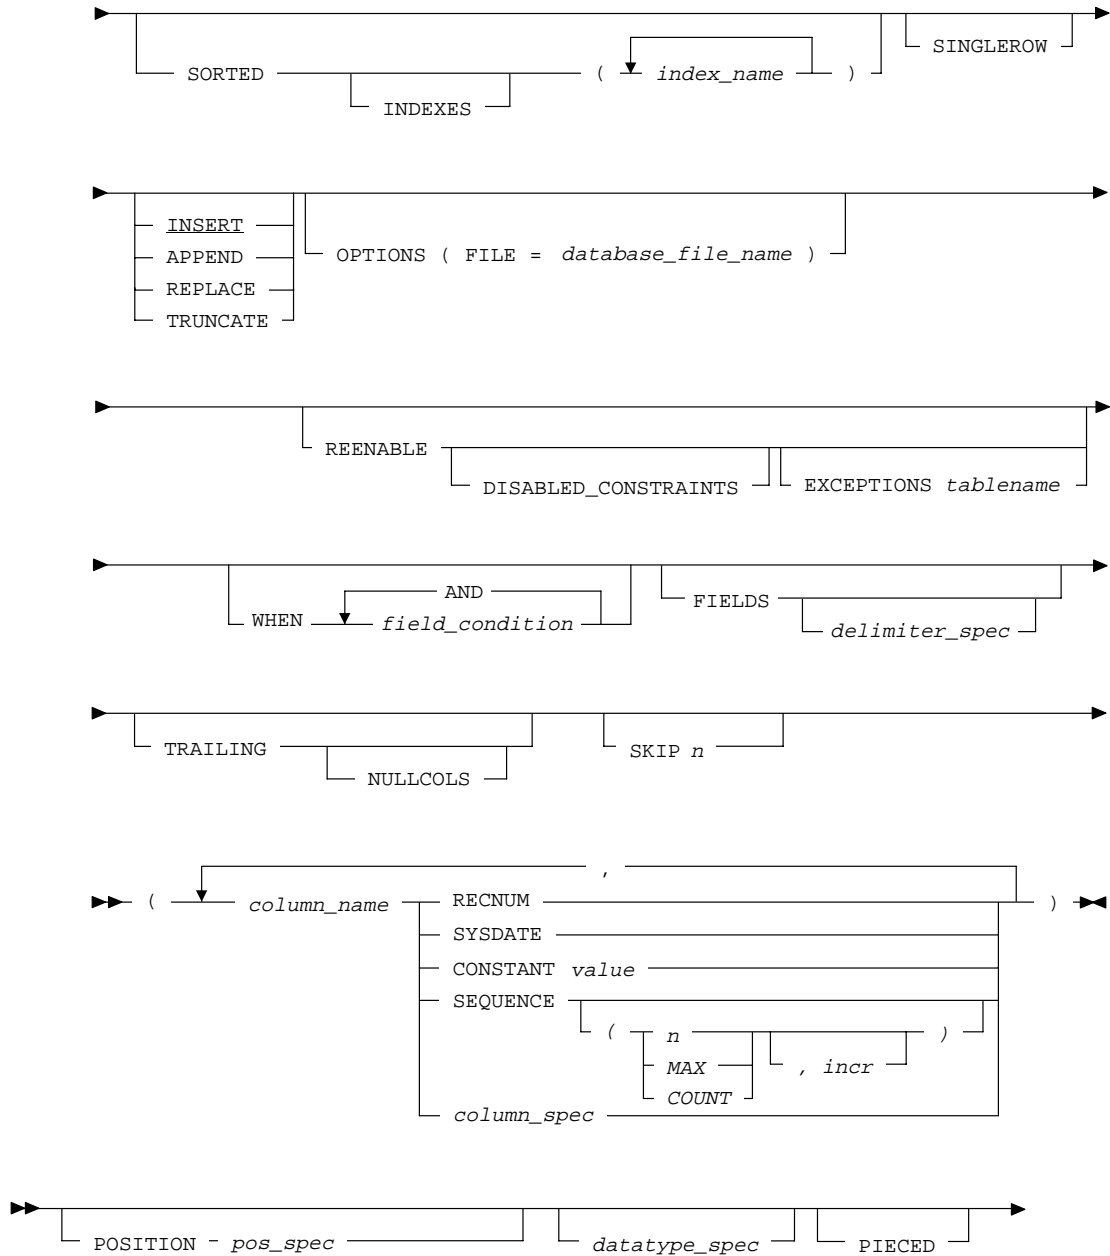 SORTED ( index_name ) SINGLEROW
INDEXES
INSERT
APPEND OPTIONS ( FILE = database_file_name )
REPLACE
TRUNCATE
REENABLE
DISABLED_CONSTRAINTS EXCEPTIONS tablename
AND
WHEN field_condition FIELDS
delimiter_spec
TRAILING SKIP n
NULLCOLS
,
( column_name RECNUM )
SYSDATE
CONSTANT value
SEQUENCE
( n )
MAX , incr
COUNT
column_spec
POSITION pos_spec datatype_spec PIECED